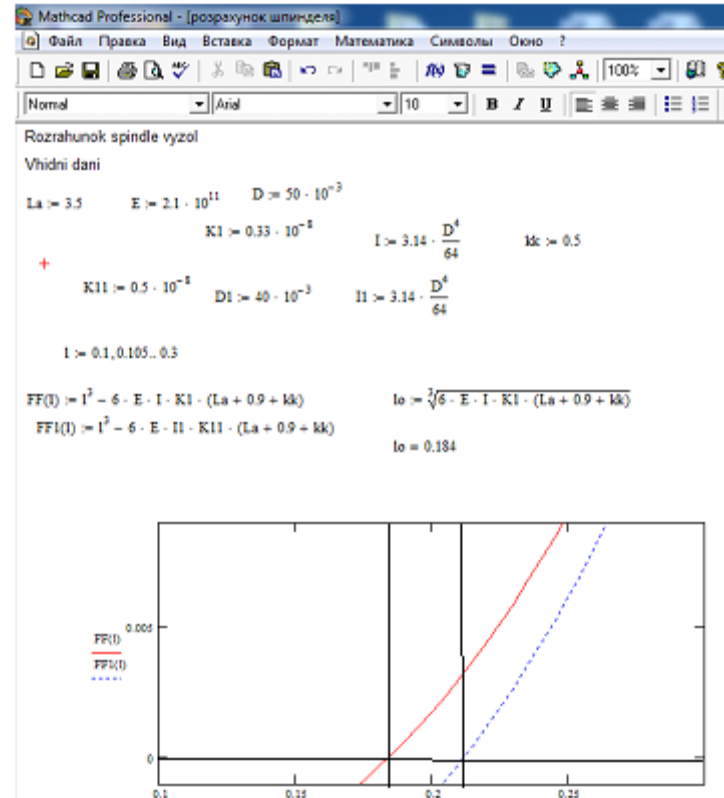 Mathcad Professional - [розрахунок шпинделя]
Файл Правка Вид Вставка Формат Математика Символы Окно ?
100%
Normal Arial 10 B I U
Rozrahunok spindle vyzol
Vhidni dani
La := 3.5 E := 2.1 · 10^11 D := 50 · 10^-3
K1 := 0.33 · 10^-8 I := 3.14 · D^4/64 kk := 0.5
K11 := 0.5 · 10^-8 D1 := 40 · 10^-3 I1 := 3.14 · D^4/64
l := 0.1, 0.105.. 0.3
FF(l) := l^3 - 6 · E · I · K1 · (La + 0.9 + kk) lo := ∛(6 · E · I · K1 · (La + 0.9 + kk))
FF1(l) := l^3 - 6 · E · I1 · K11 · (La + 0.9 + kk)
lo = 0.184
0.005
FF(l)
FF1(l)
0
0.1 0.15 0.2 0.25